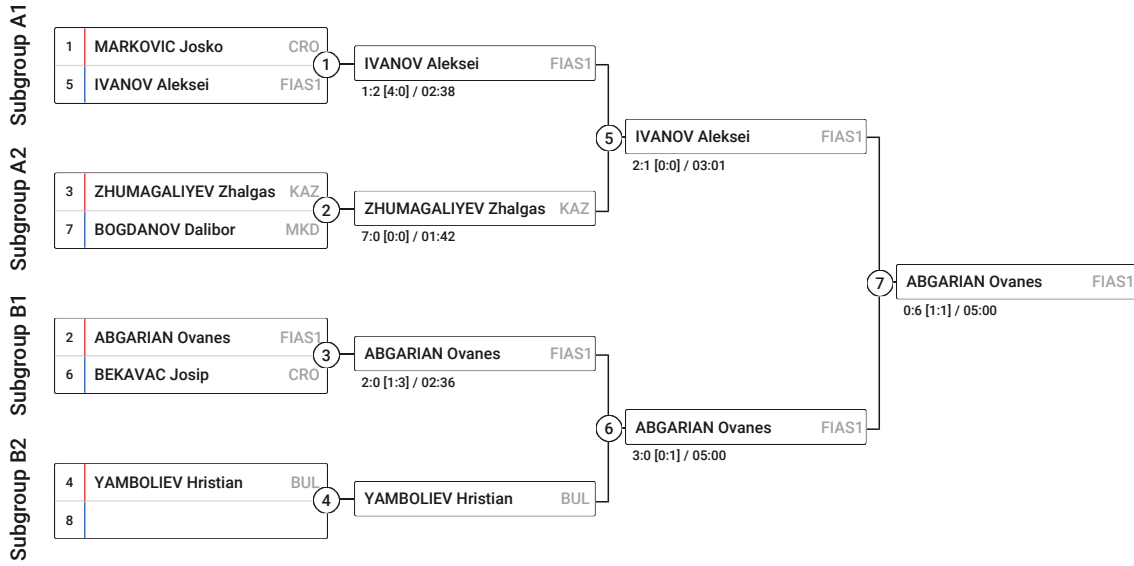 Subgroup A1
1 MARKOVIC Josko CRO
5 IVANOV Aleksei FIAS1
1
IVANOV Aleksei FIAS1
1:2 [4:0] / 02:38
Subgroup A2
3 ZHUMAGALIYEV Zhalgas KAZ
7 BOGDANOV Dalibor MKD
2
ZHUMAGALIYEV Zhalgas KAZ
7:0 [0:0] / 01:42
5
IVANOV Aleksei FIAS1
2:1 [0:0] / 03:01
Subgroup B1
2 ABGARIAN Ovanes FIAS1
6 BEKAVAC Josip CRO
3
ABGARIAN Ovanes FIAS1
2:0 [1:3] / 02:36
Subgroup B2
4 YAMBOLIEV Hristian BUL
8
4
YAMBOLIEV Hristian BUL
6
ABGARIAN Ovanes FIAS1
3:0 [0:1] / 05:00
7
ABGARIAN Ovanes FIAS1
0:6 [1:1] / 05:00